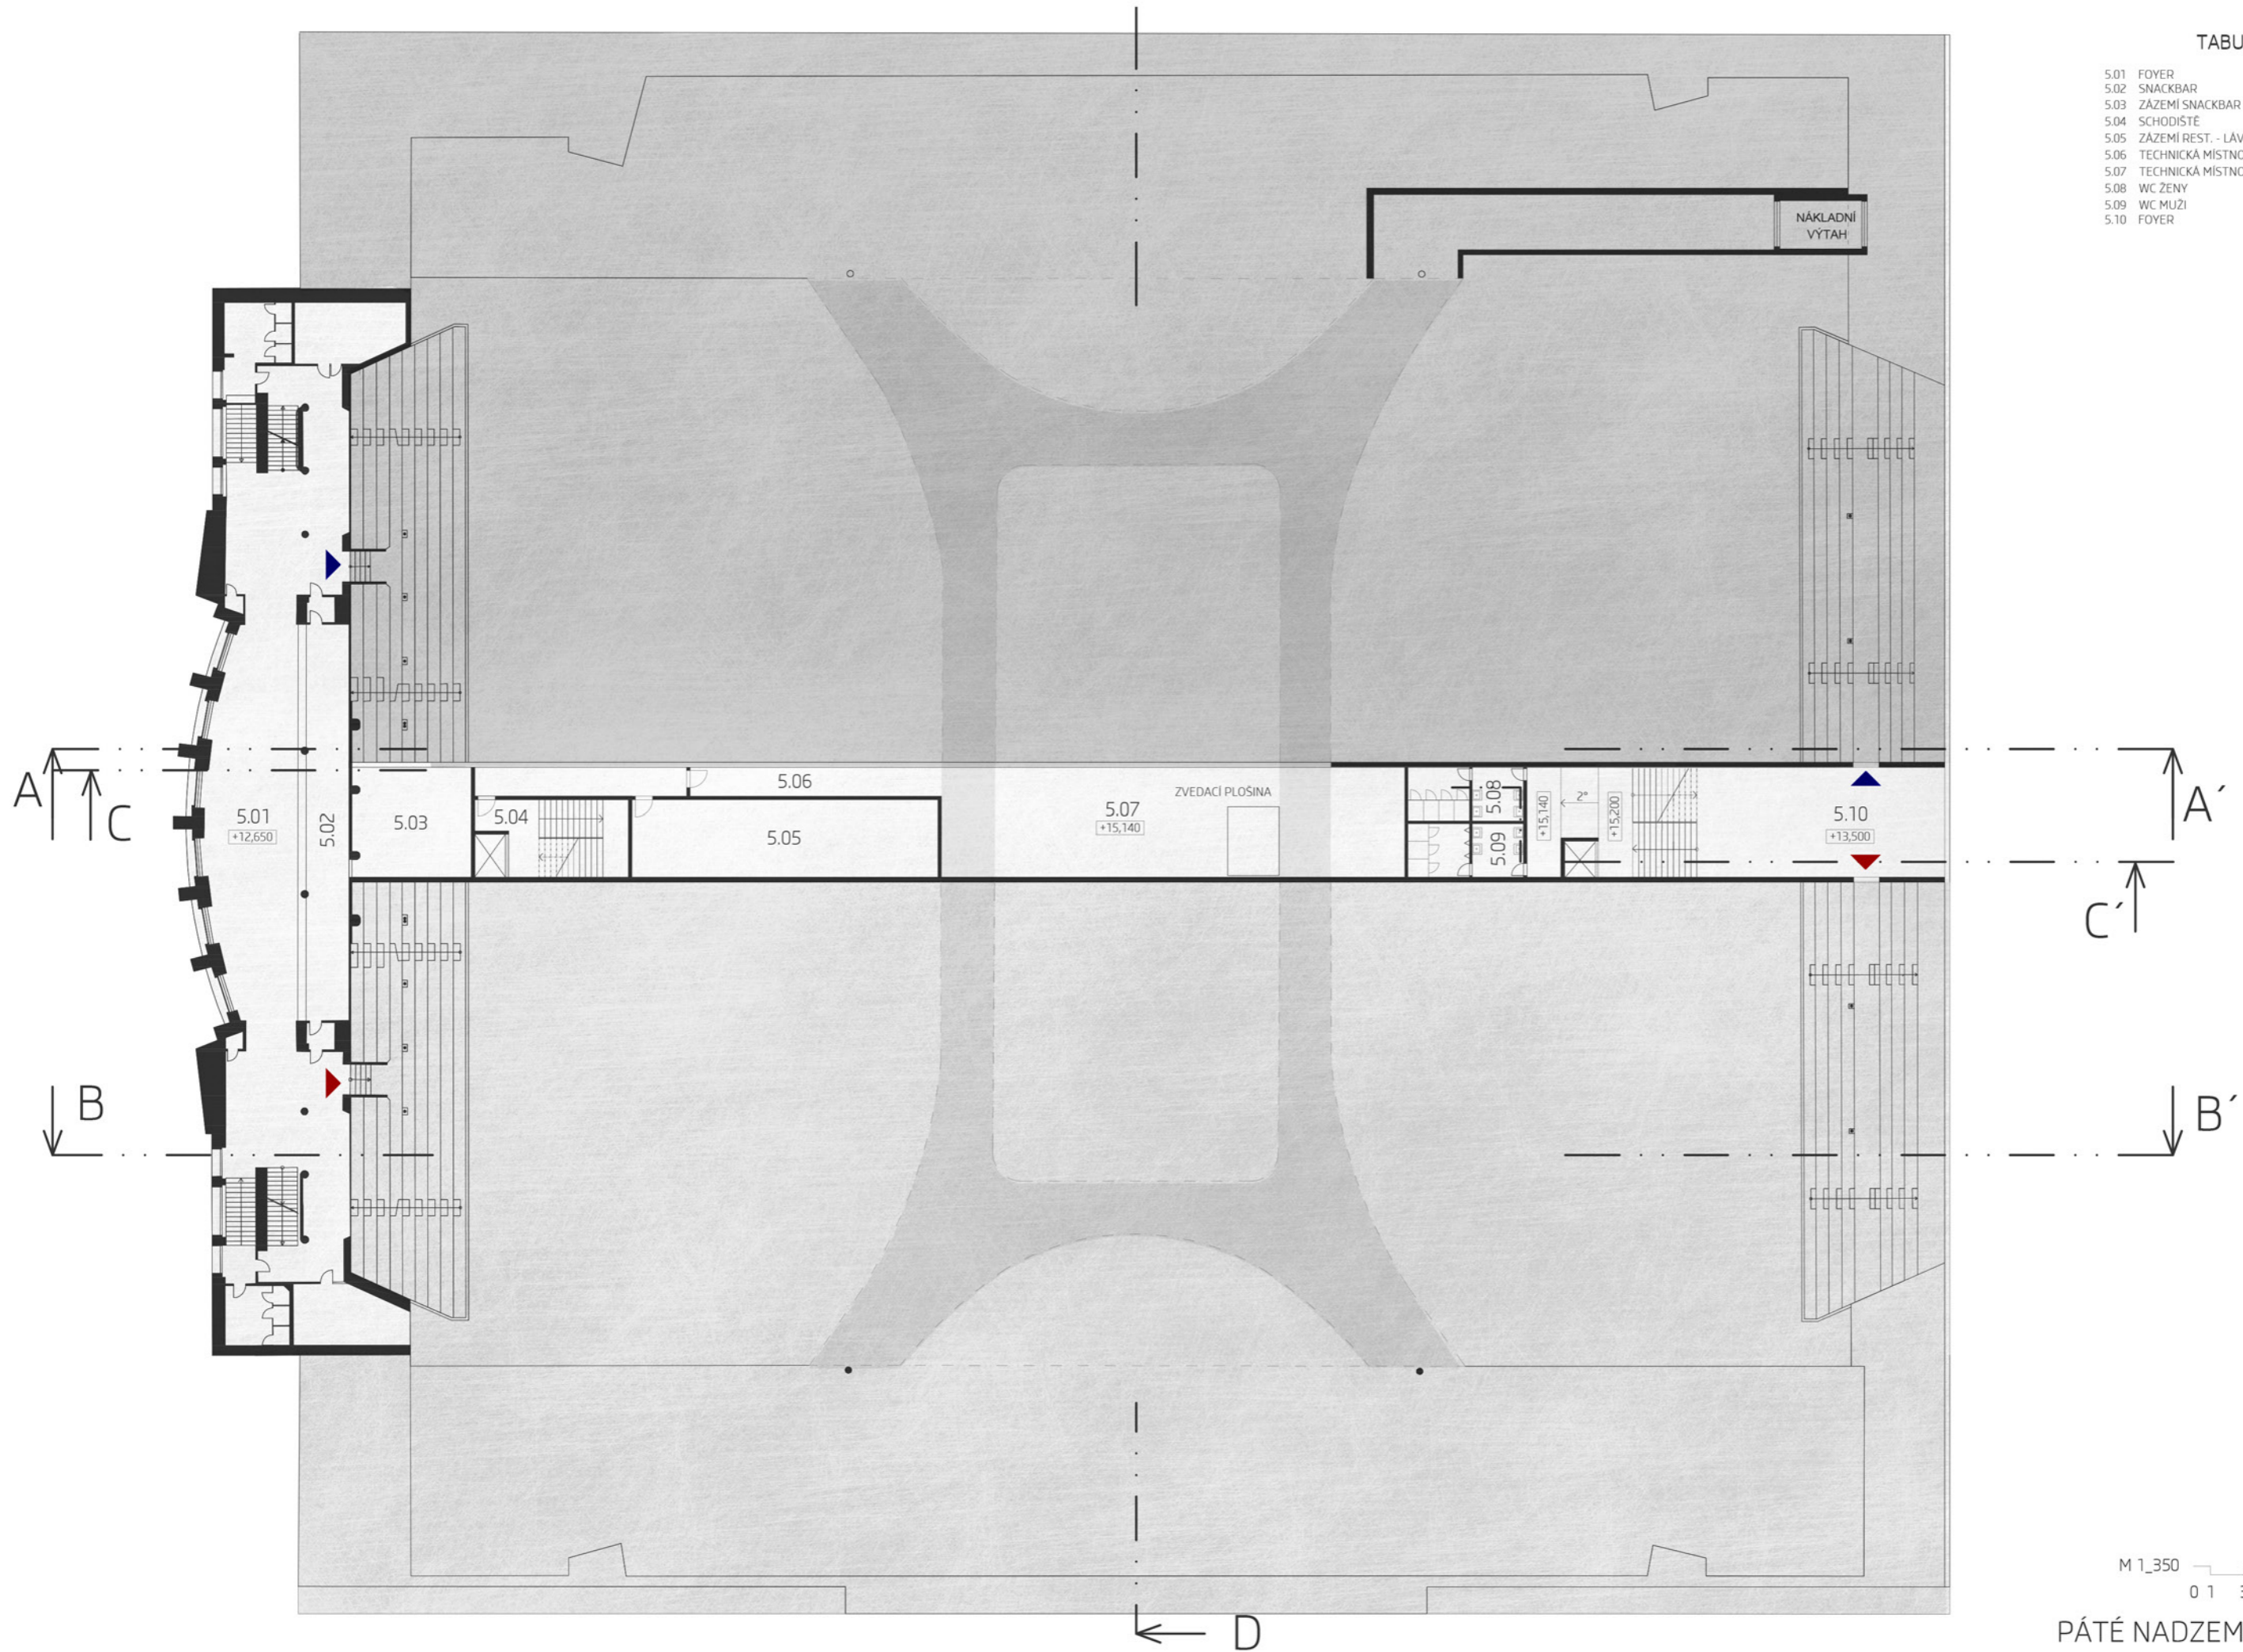 TABU
5.01 FOYER
5.02 SNACKBAR
5.03 ZÁZEMÍ SNACKBAR
5.04 SCHODIŠTĚ
5.05 ZÁZEMÍ REST. - LÁV
5.06 TECHNICKÁ MÍSTNO
5.07 TECHNICKÁ MÍSTNO
5.08 WC ŽENY
5.09 WC MUŽI
5.10 FOYER
NÁKLADNÍ
VÝTAH
A
C
5.01
+12,650
5.02
5.03
5.04
5.05
5.06
5.07
+15,140
ZVEDACÍ PLOŠINA
5.08
5.09
+15,140
2°
+15,200
5.10
+13,500
A´
C´
B
B´
D
M 1_350
0 1 3
PÁTÉ NADZEM